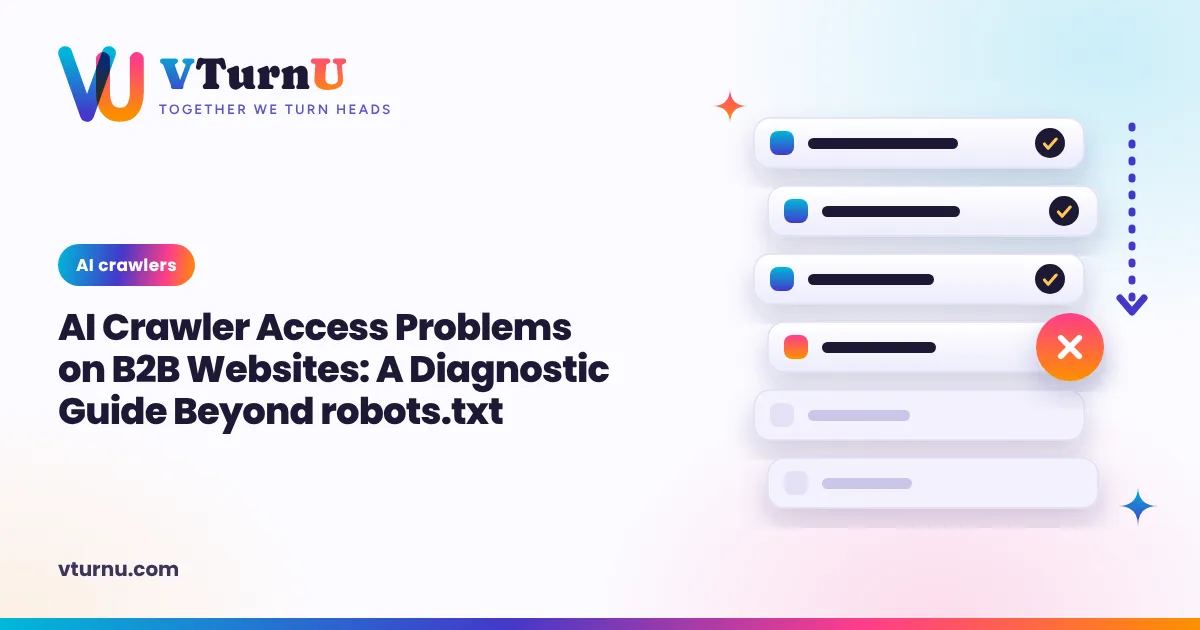 VTurnU
TOGETHER WE TURN HEADS
AI crawlers
AI Crawler Access Problems
on B2B Websites: A Diagnostic
Guide Beyond robots.txt
vturnu.com